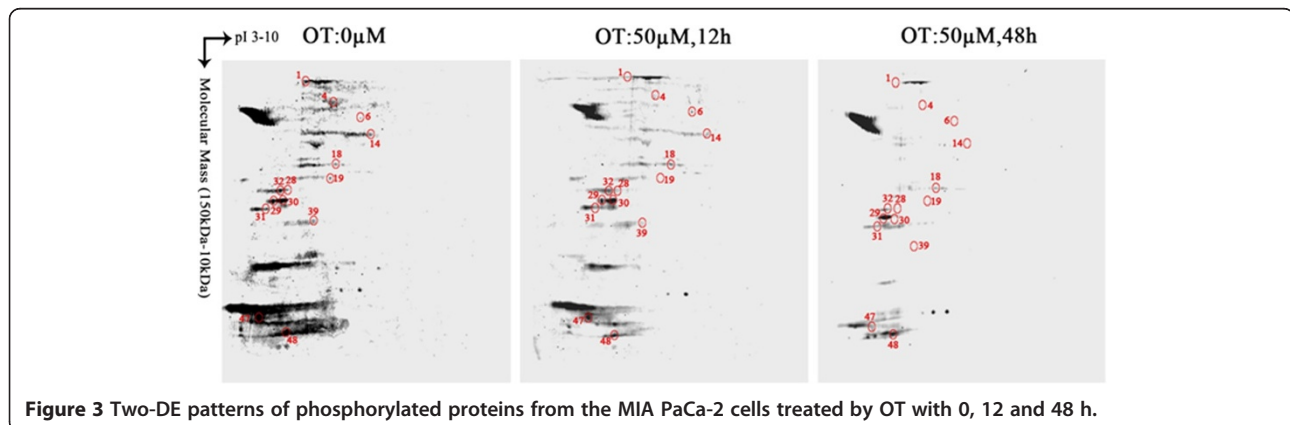 pI 3-10 OT:0μM OT:50μM,12h OT:50μM,48h
Molecular Mass (150kDa-10kDa)
1 1 1
4 4 4
6 6 6
14 14 14
18 18 18
19 19 19
32 28 32 28 32 28
29 30 29 30 29 30
31 31 31
39 39 39
47 47 47
48 48 48
Figure 3 Two-DE patterns of phosphorylated proteins from the MIA PaCa-2 cells treated by OT with 0, 12 and 48 h.